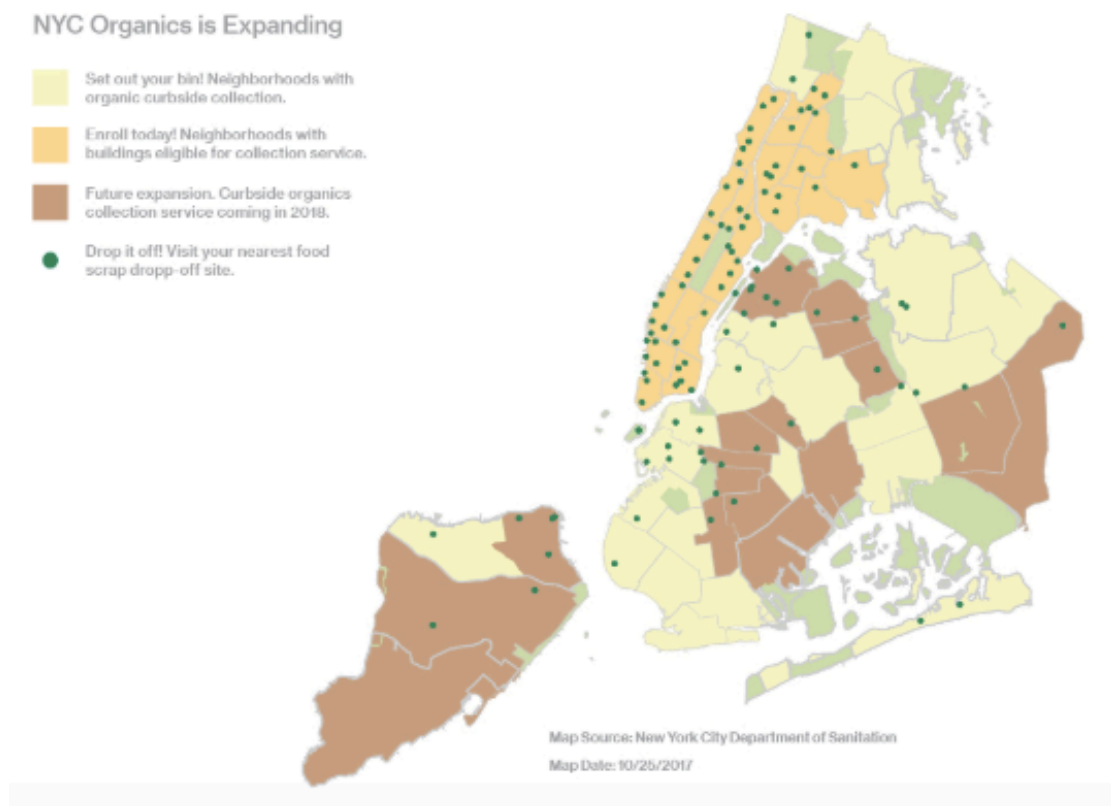 NYC Organics is Expanding
Set out your bin! Neighborhoods with
organic curbside collection.
Enroll today! Neighborhoods with
buildings eligible for collection service.
Future expansion. Curbside organics
collection service coming in 2018.
Drop it off! Visit your nearest food
scrap dropp-off site.
Map Source: New York City Department of Sanitation
Map Date: 10/25/2017